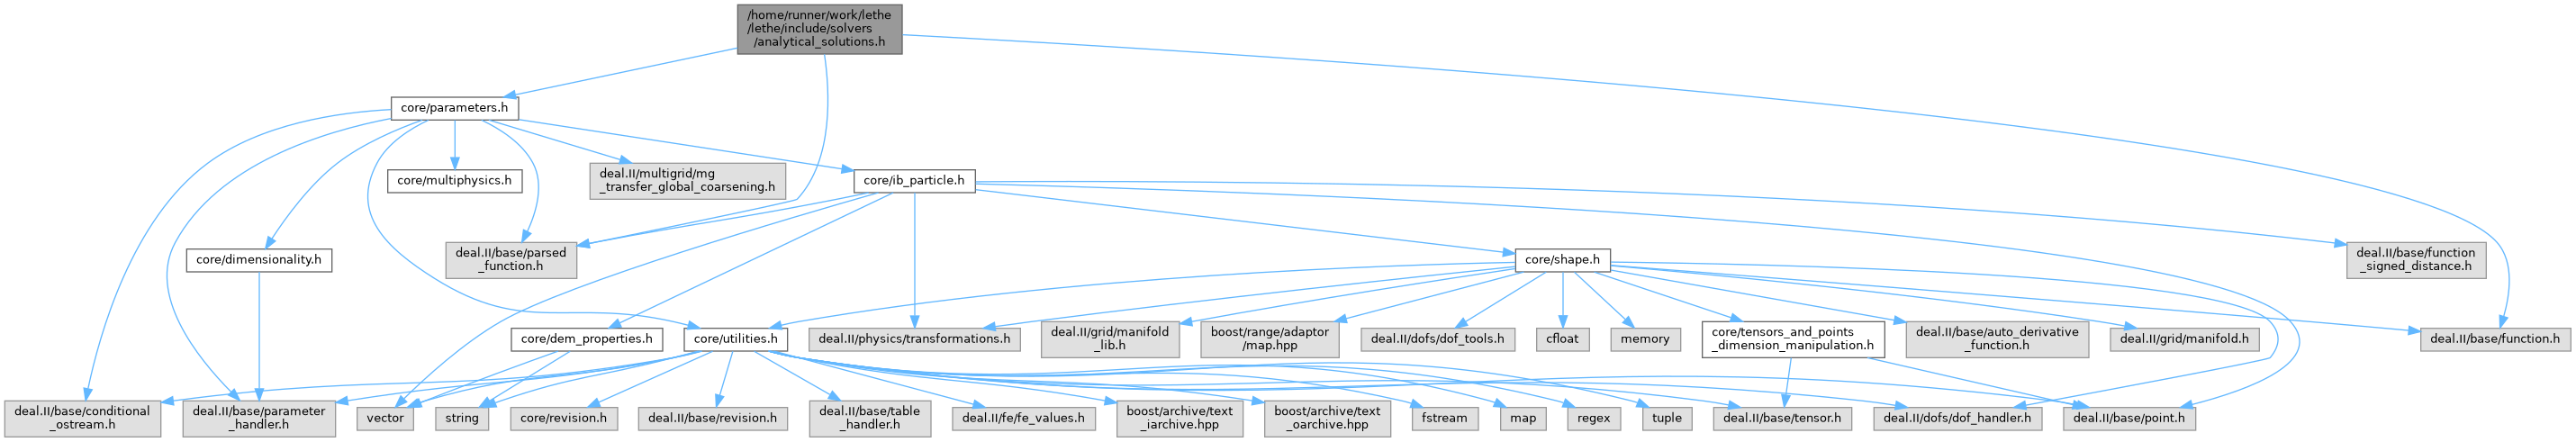 /home/runner/work/lethe
/lethe/include/solvers
/analytical_solutions.h
core/parameters.h
core/multiphysics.h
deal.II/multigrid/mg
_transfer_global_coarsening.h
core/ib_particle.h
core/dimensionality.h
deal.II/base/parsed
_function.h
core/shape.h
deal.II/base/function
_signed_distance.h
core/dem_properties.h
core/utilities.h
deal.II/physics/transformations.h
deal.II/grid/manifold
_lib.h
boost/range/adaptor
/map.hpp
deal.II/dofs/dof_tools.h
cfloat
memory
core/tensors_and_points
_dimension_manipulation.h
deal.II/base/auto_derivative
_function.h
deal.II/grid/manifold.h
deal.II/base/function.h
deal.II/base/conditional
_ostream.h
deal.II/base/parameter
_handler.h
vector
string
core/revision.h
deal.II/base/revision.h
deal.II/base/table
_handler.h
deal.II/fe/fe_values.h
boost/archive/text
_iarchive.hpp
boost/archive/text
_oarchive.hpp
fstream
map
regex
tuple
deal.II/base/tensor.h
deal.II/dofs/dof_handler.h
deal.II/base/point.h